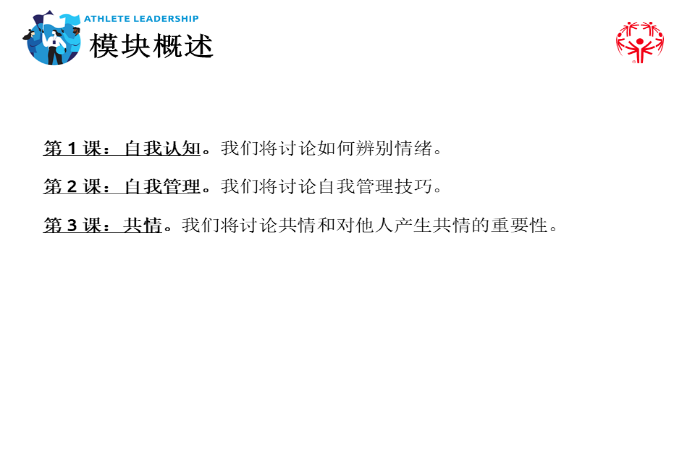 ATHLETE LEADERSHIP
模块概述
第 1 课：自我认知。我们将讨论如何辨别情绪。
第 2 课：自我管理。我们将讨论自我管理技巧。
第 3 课：共情。我们将讨论共情和对他人产生共情的重要性。